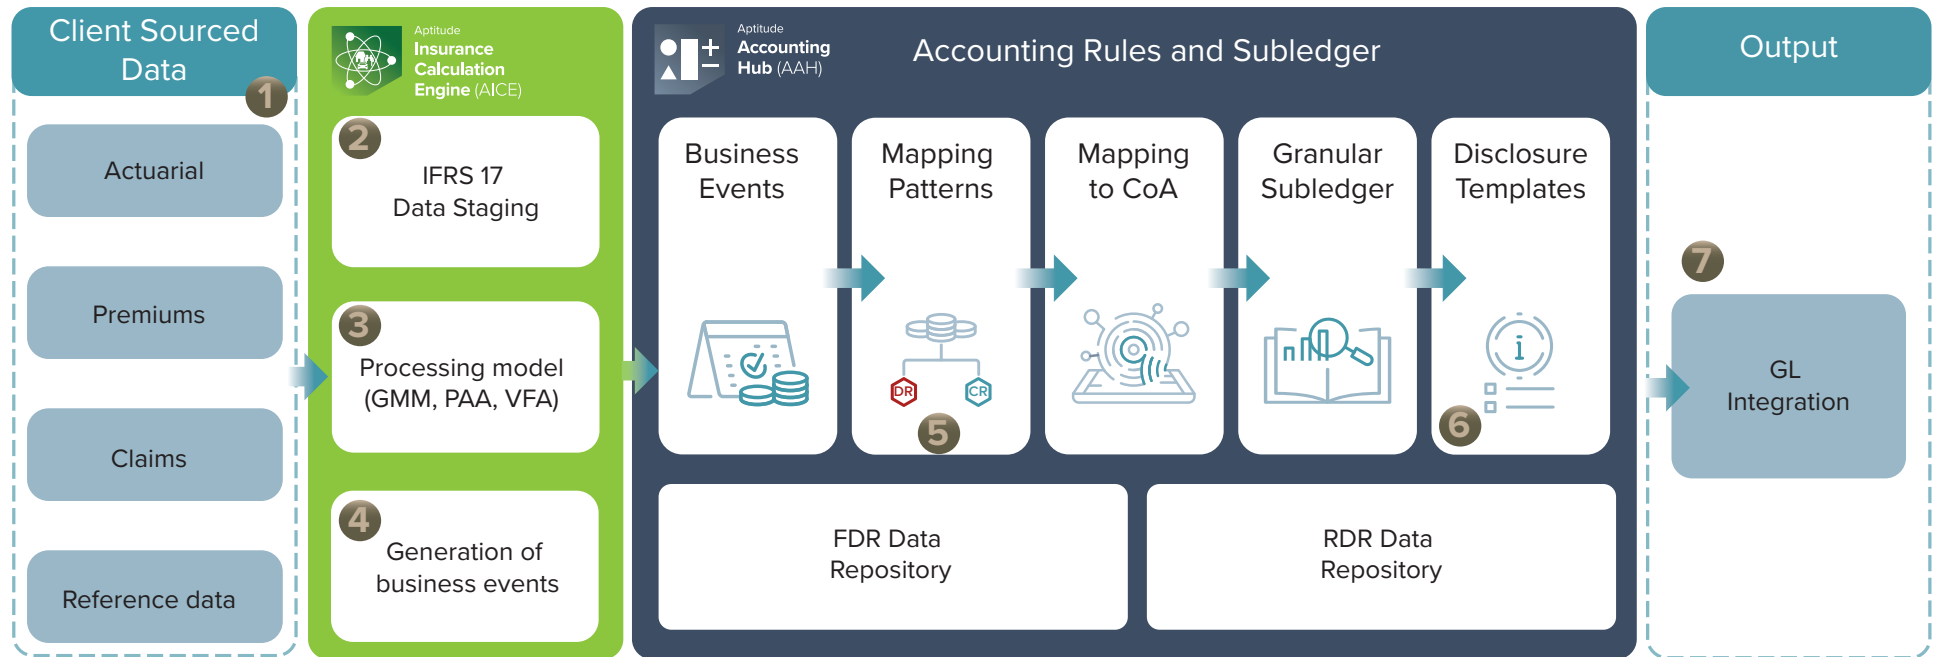 Client Sourced
Data
1
Actuarial
Premiums
Claims
Reference data
Aptitude
Insurance
Calculation
Engine (AICE)
2
IFRS 17
Data Staging
3
Processing model
(GMM, PAA, VFA)
4
Generation of
business events
Aptitude
Accounting
Hub (AAH)
Accounting Rules and Subledger
Business
Events
Mapping
Patterns
DR
CR
5
Mapping
to CoA
Granular
Subledger
Disclosure
Templates
i
6
FDR Data
Repository
RDR Data
Repository
Output
7
GL
Integration